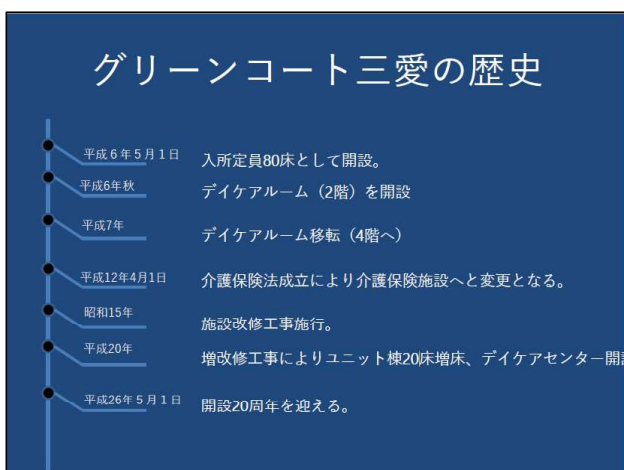 グリーンコート三愛の歴史
平成６年５月１日 入所定員80床として開設。
平成6年秋 デイケアルーム（2階）を開設
平成7年 デイケアルーム移転（4階へ）
平成12年4月1日 介護保険法成立により介護保険施設へと変更となる。
昭和15年 施設改修工事施行。
平成20年 増改修工事によりユニット棟20床増床、デイケアセンター開
平成26年５月１日 開設20周年を迎える。